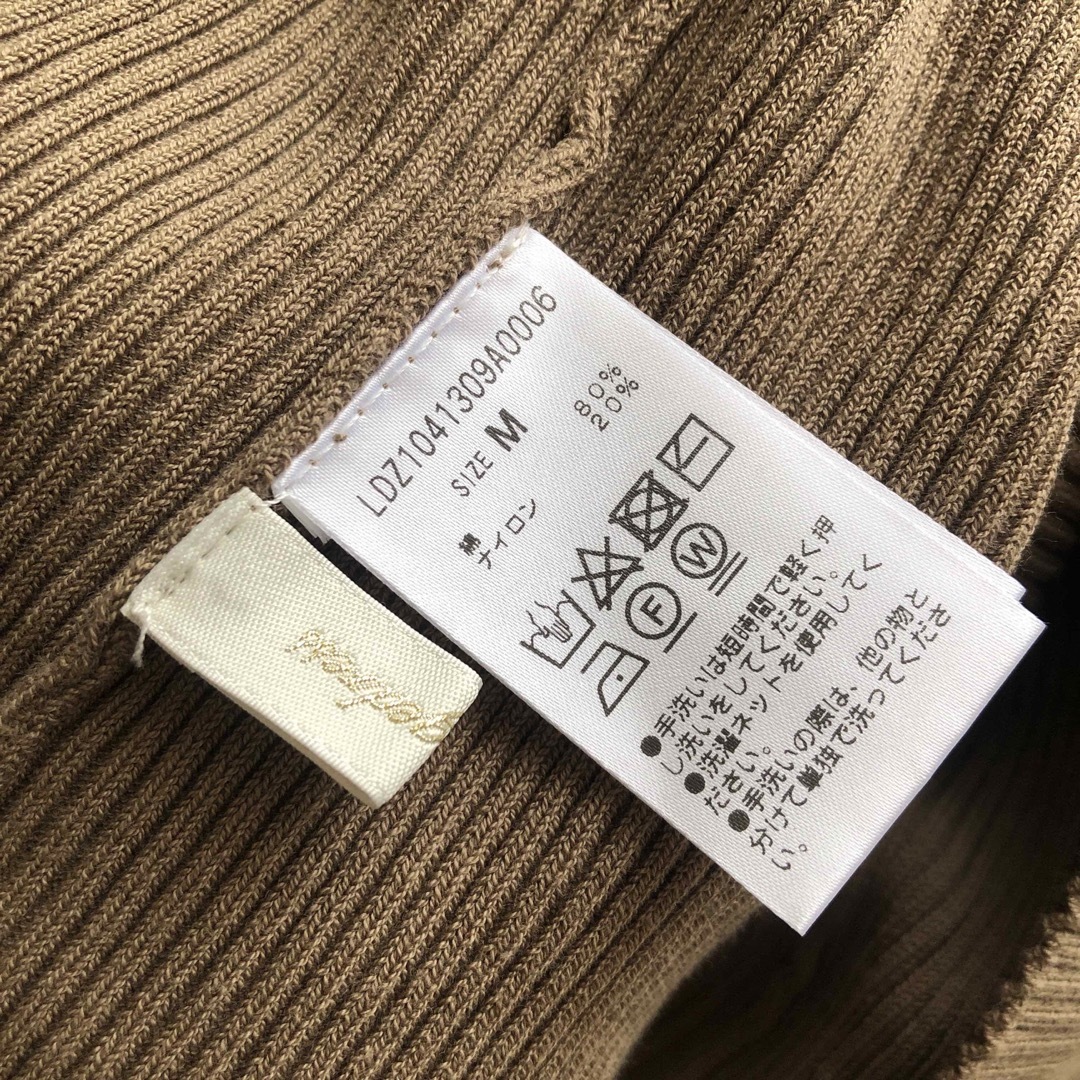 LDZ1041309A0006
SIZE M
綿 80%
ナイロン 20%
F
W
●手洗いは短時間で軽く押
し洗いをしてください。
●洗濯ネットを使用してく
ださい。
●手洗いの際は、他の物と
分けて単独で洗ってくださ
い。